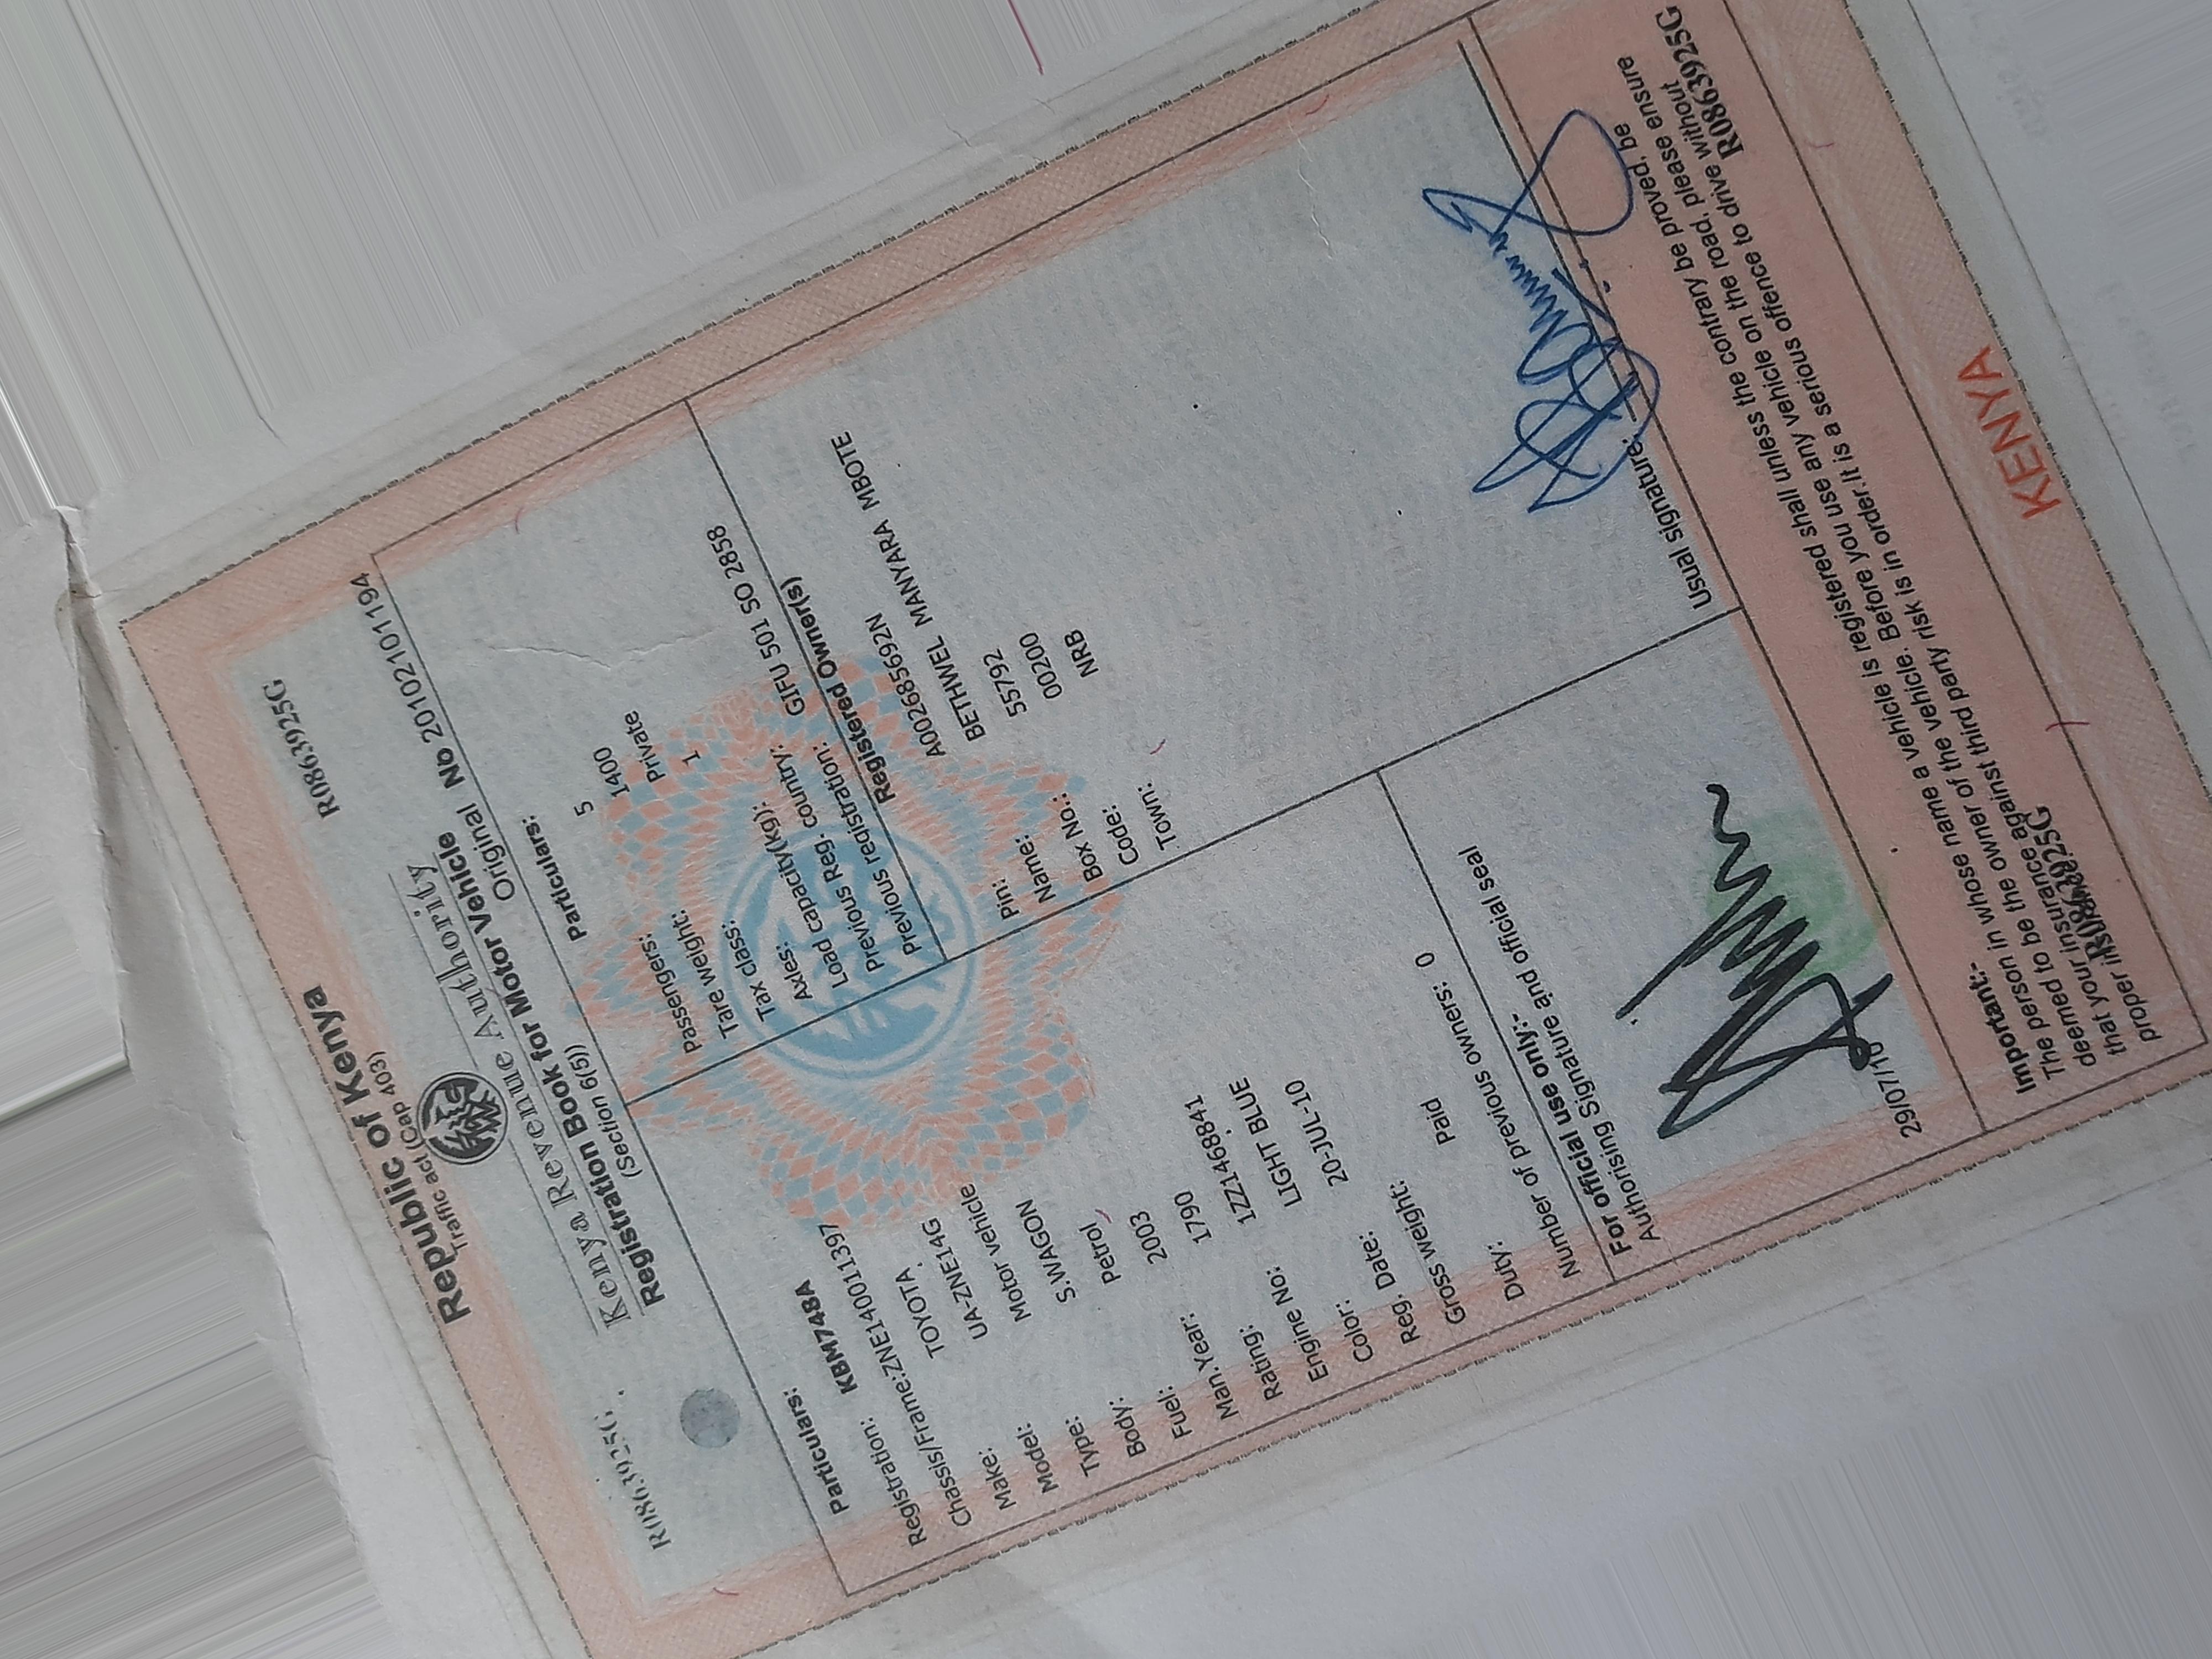 R0863925G
R0863925G
Republic of Kenya
Traffic act (Cap 403)
Kenya Revenue Authority
Registration Book for Motor Vehicle
(Section 6(5))
Original No 20102101194
Particulars:
Registration: KBM748A
Chassis/Frame:ZNE140011397
Make: TOYOTA
Model: UA-ZNE14G
Type: Motor vehicle
Body: S.WAGON
Fuel: Petrol
Man.Year: 2003
Rating: 1790
Engine No: 1ZZ1468841
Color: LIGHT BLUE
Reg. Date: 20-JUL-10
Gross weight:
Duty: Paid
Number of previous owners: 0
Particulars:
Passengers: 5
Tare weight: 1400
Tax class: Private
Axles: 1
Load capacity(kg):
Previous Reg. country:
Previous registration: GIFU 501 SO 2858
Registered Owner(s)
Pin: A002685692N
Name: BETHWEL MANYARA MBOTE
Box No.: 55792
Code: 00200
Town: NRB
For official use only:-
Authorising Signature and official seal
29/07/10
Usual signature:
Important:-
The person in whose name a vehicle is registered shall unless the contrary be proved, be
deemed to be the owner of the vehicle. Before you use any vehicle on the road, please ensure
that your insurance against third party risk is in order. It is a serious offence to drive without
proper insurance.
R0863925G
R0863925G
KENYA